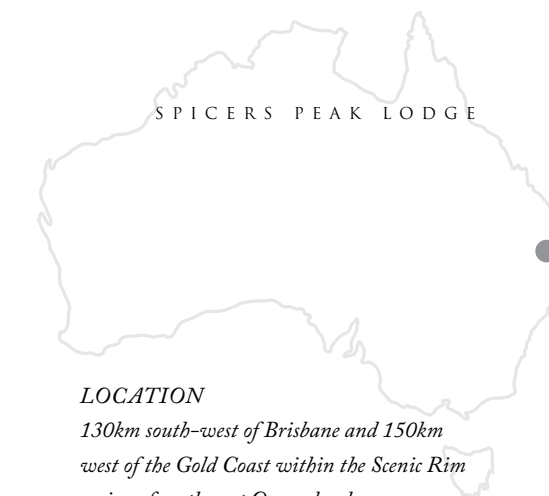 SPICERS PEAK LODGE
LOCATION
130km south-west of Brisbane and 150km
west of the Gold Coast within the Scenic Rim